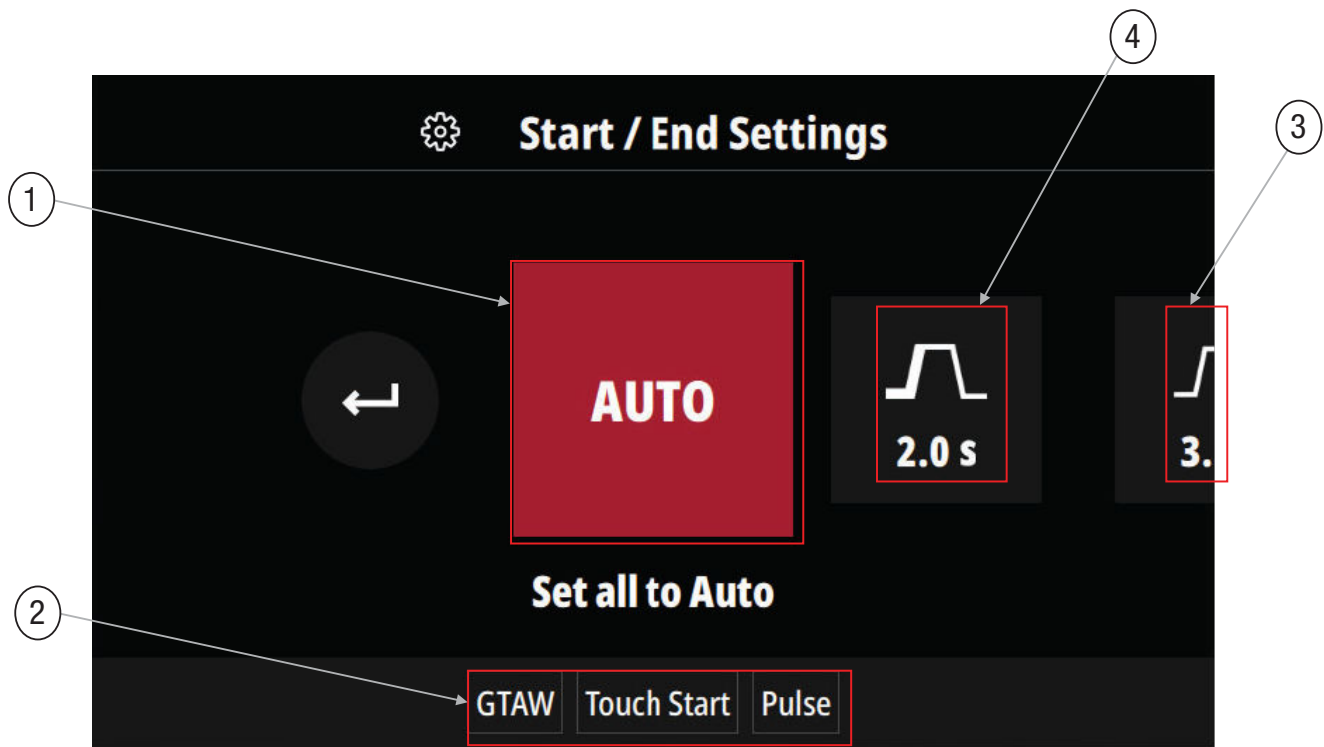 4
3
Start / End Settings
1
AUTO
2.0 s
3.
Set all to Auto
2
GTAW Touch Start Pulse